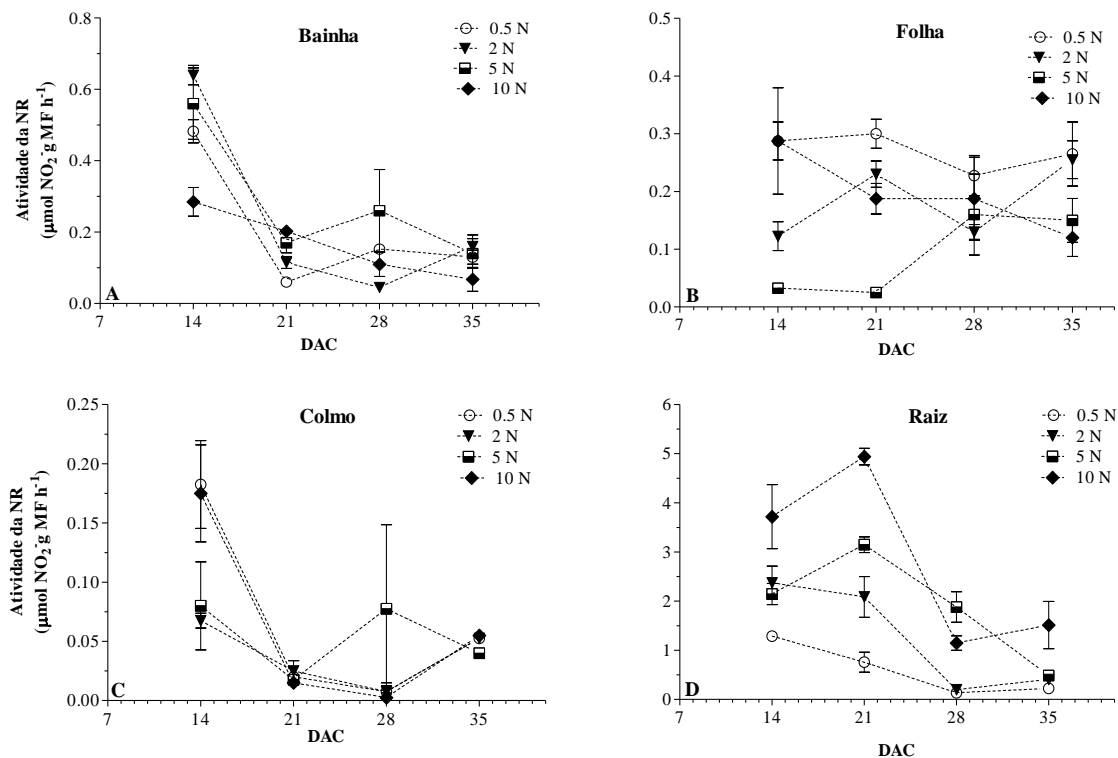 Bainha
0.5 N
2 N
5 N
10 N
Atividade da NR
(µmol NO₂⁻g MF h⁻¹)
0.8
0.6
0.4
0.2
0.0
A
7 14 21 28 35
DAC
Folha
0.5 N
2 N
5 N
10 N
0.5
0.4
0.3
0.2
0.1
0.0
B
7 14 21 28 35
DAC
Colmo
0.5 N
2 N
5 N
10 N
Atividade da NR
(µmol NO₂⁻g MF h⁻¹)
0.25
0.20
0.15
0.10
0.05
0.00
C
7 14 21 28 35
DAC
Raiz
0.5 N
2 N
5 N
10 N
6
5
4
3
2
1
0
D
7 14 21 28 35
DAC